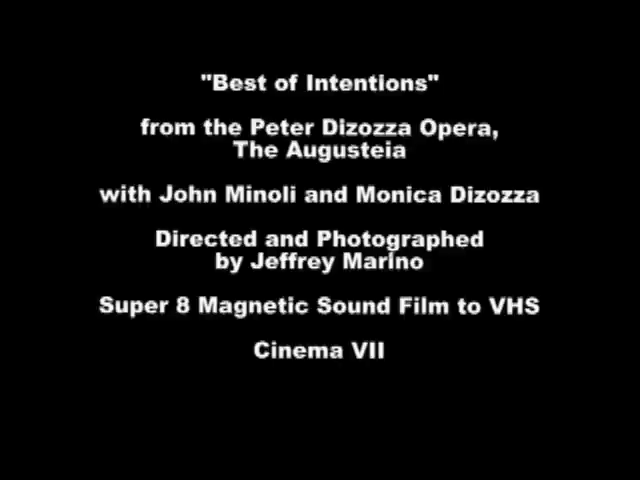 "Best of Intentions"
from the Peter Dizozza Opera,
The Augusteia
with John Minoli and Monica Dizozza
Directed and Photographed
by Jeffrey Marino
Super 8 Magnetic Sound Film to VHS
Cinema VII